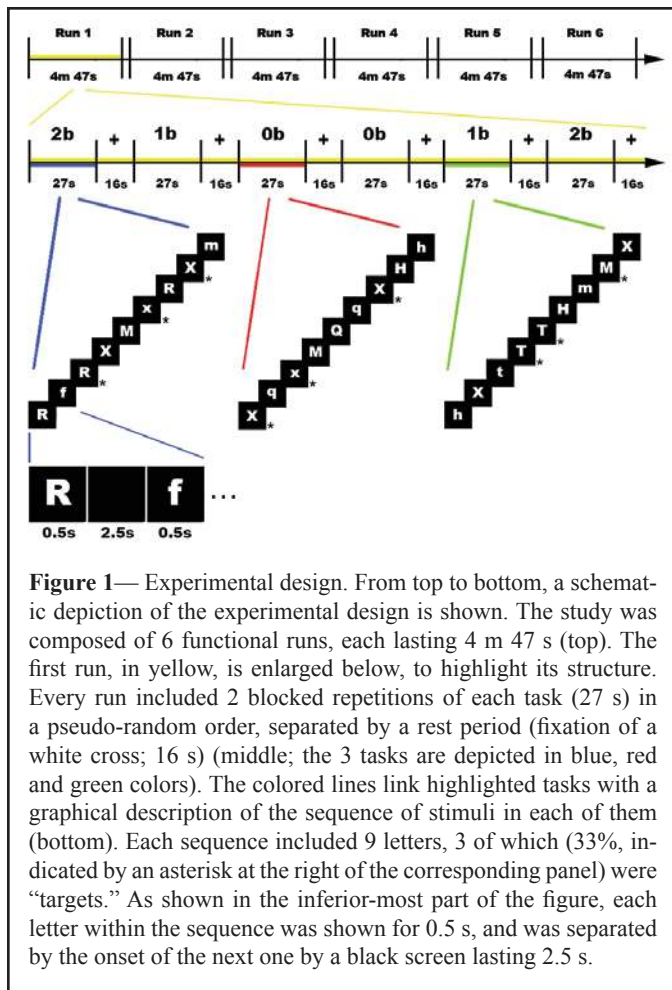 Run 1 Run 2 Run 3 Run 4 Run 5 Run 6
4m 47s 4m 47s 4m 47s 4m 47s 4m 47s 4m 47s
2b + 1b + 0b + 0b + 1b + 2b +
27s 16s 27s 16s 27s 16s 27s 16s 27s 16s 27s 16s
m h X
X * H M *
R X * m
x * q H
M Q T *
X M T *
R * x * t
f q X
R X * h
R f ...
0.5s 2.5s 0.5s
Figure 1— Experimental design. From top to bottom, a schemat-
ic depiction of the experimental design is shown. The study was
composed of 6 functional runs, each lasting 4 m 47 s (top). The
first run, in yellow, is enlarged below, to highlight its structure.
Every run included 2 blocked repetitions of each task (27 s) in
a pseudo-random order, separated by a rest period (fixation of a
white cross; 16 s) (middle; the 3 tasks are depicted in blue, red
and green colors). The colored lines link highlighted tasks with a
graphical description of the sequence of stimuli in each of them
(bottom). Each sequence included 9 letters, 3 of which (33%, in-
dicated by an asterisk at the right of the corresponding panel) were
“targets.” As shown in the inferior-most part of the figure, each
letter within the sequence was shown for 0.5 s, and was separated
by the onset of the next one by a black screen lasting 2.5 s.